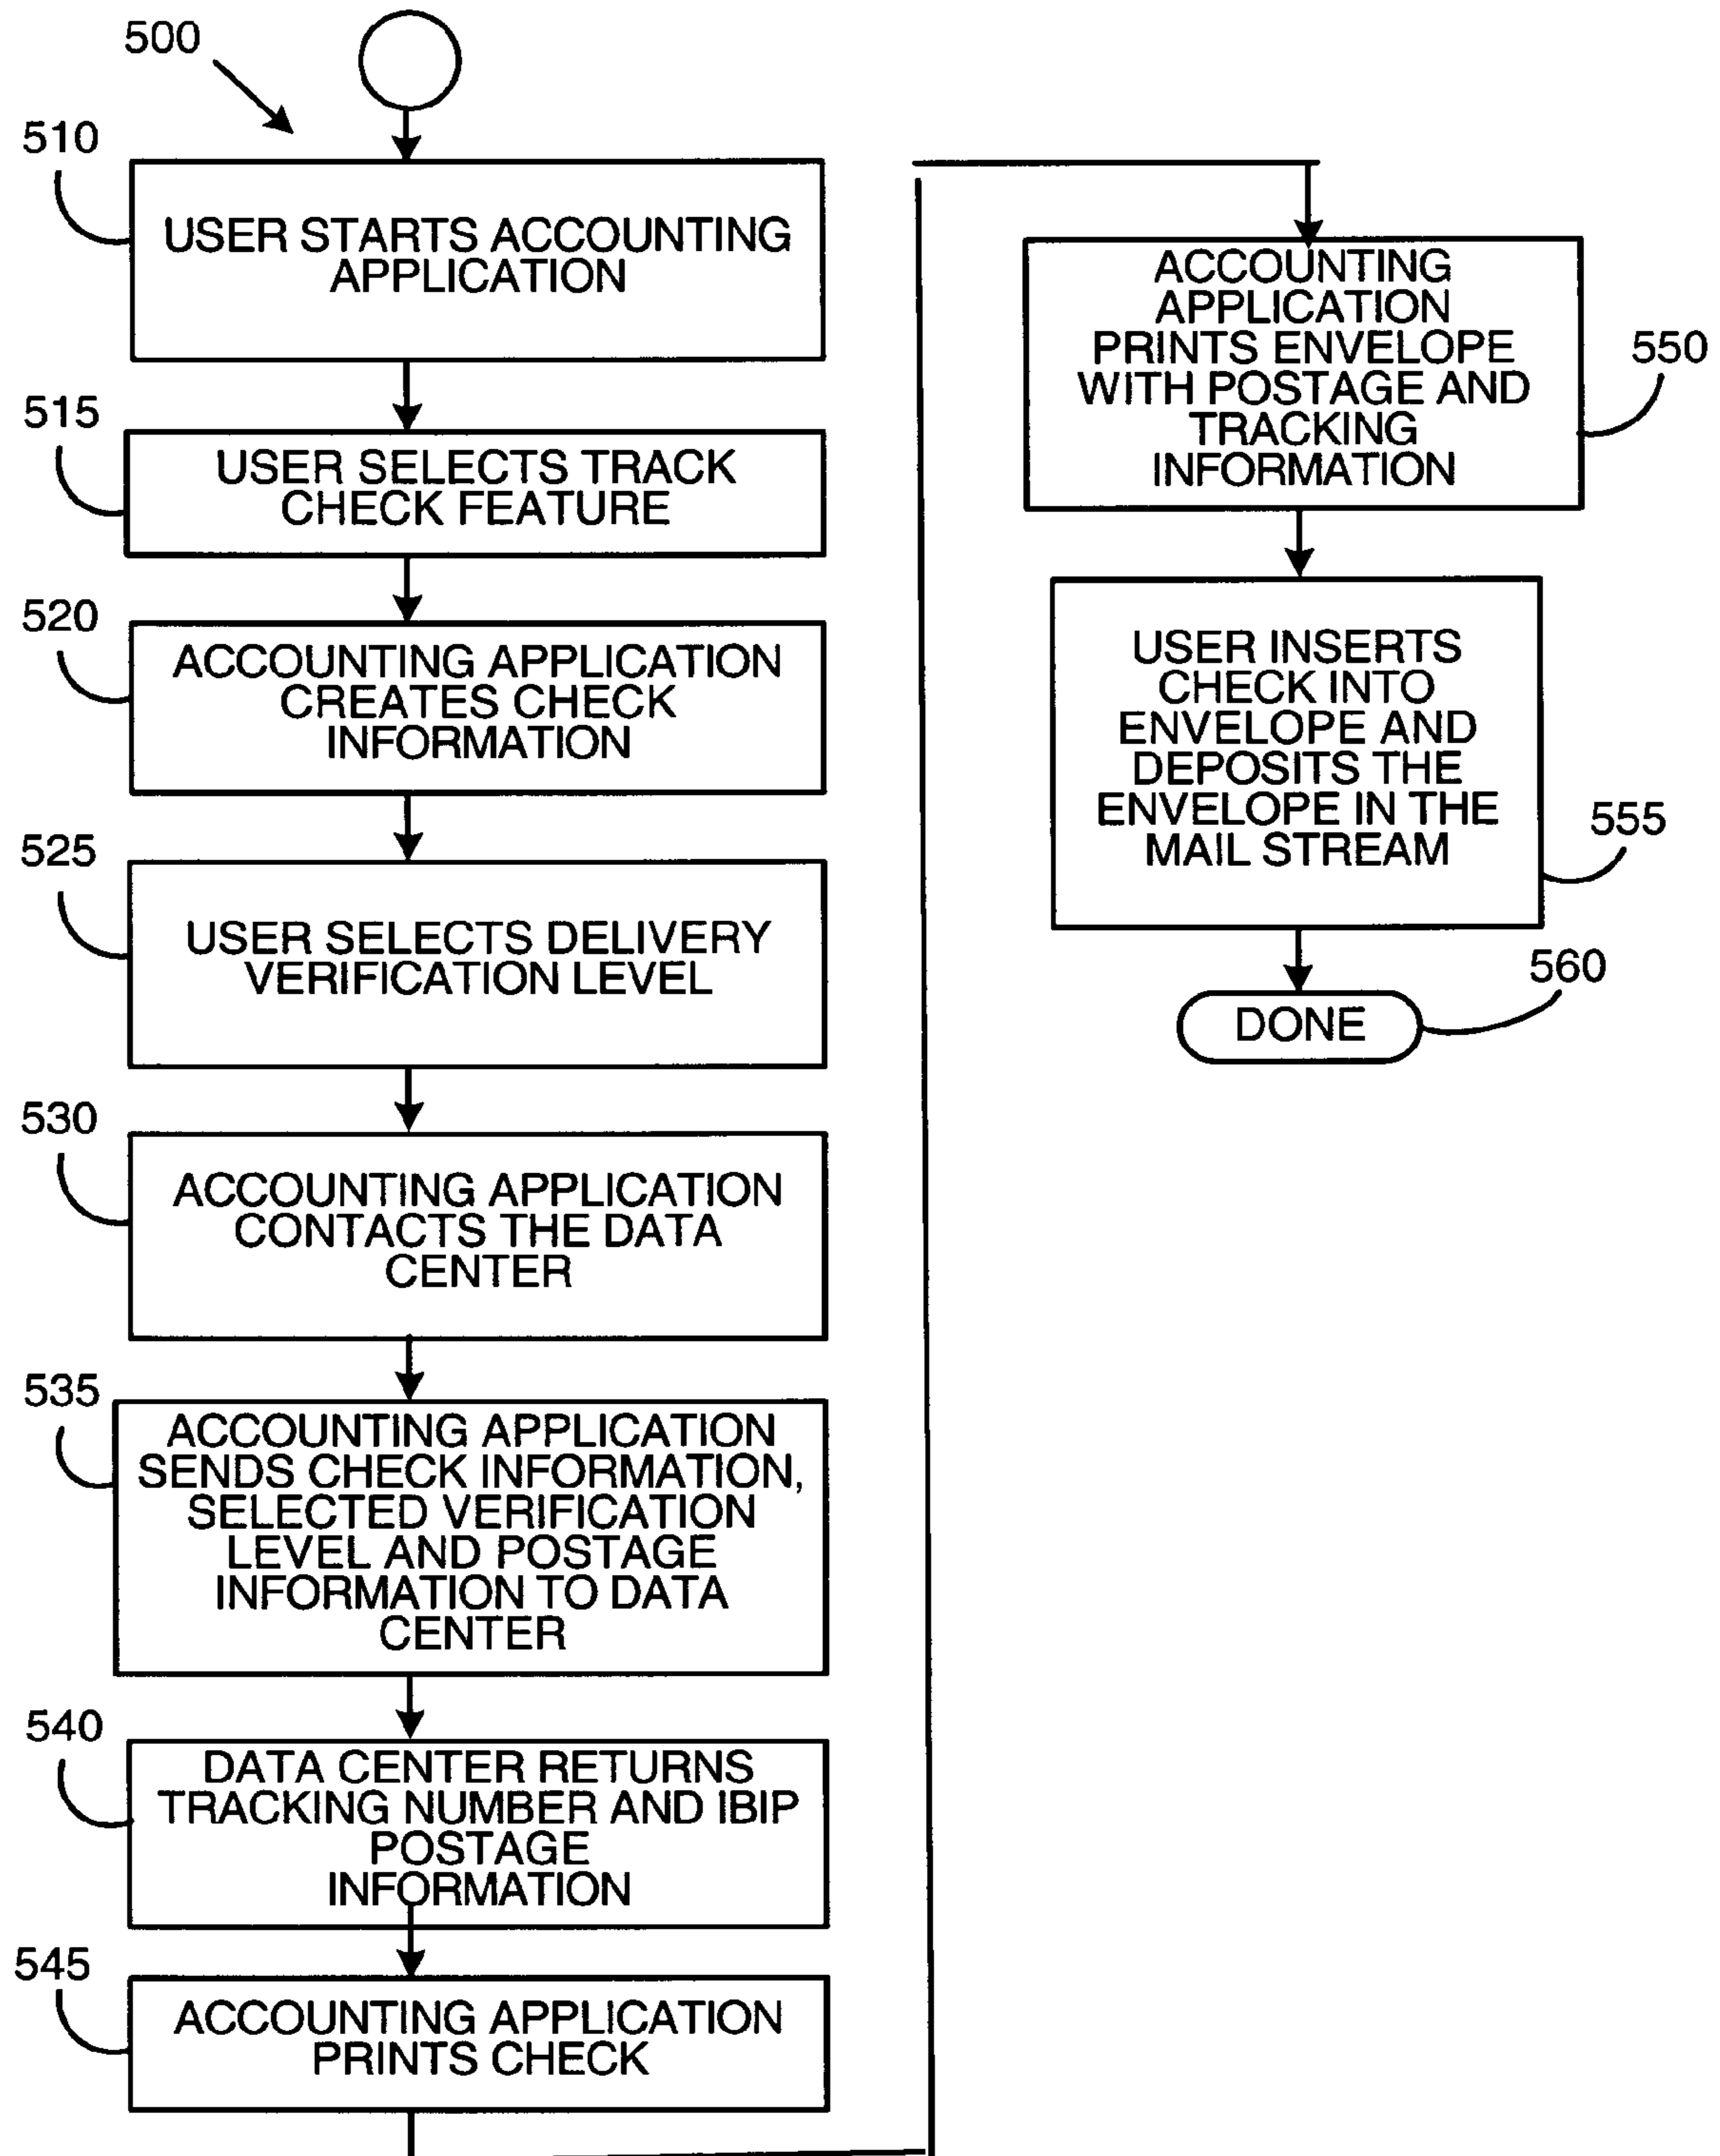 500
510
USER STARTS ACCOUNTING
APPLICATION
515
USER SELECTS TRACK
CHECK FEATURE
520
ACCOUNTING APPLICATION
CREATES CHECK
INFORMATION
525
USER SELECTS DELIVERY
VERIFICATION LEVEL
530
ACCOUNTING APPLICATION
CONTACTS THE DATA
CENTER
535
ACCOUNTING APPLICATION
SENDS CHECK INFORMATION,
SELECTED VERIFICATION
LEVEL AND POSTAGE
INFORMATION TO DATA
CENTER
540
DATA CENTER RETURNS
TRACKING NUMBER AND IBIP
POSTAGE
INFORMATION
545
ACCOUNTING APPLICATION
PRINTS CHECK
ACCOUNTING
APPLICATION
PRINTS ENVELOPE
WITH POSTAGE AND
TRACKING
INFORMATION
550
USER INSERTS
CHECK INTO
ENVELOPE AND
DEPOSITS THE
ENVELOPE IN THE
MAIL STREAM
555
560
DONE